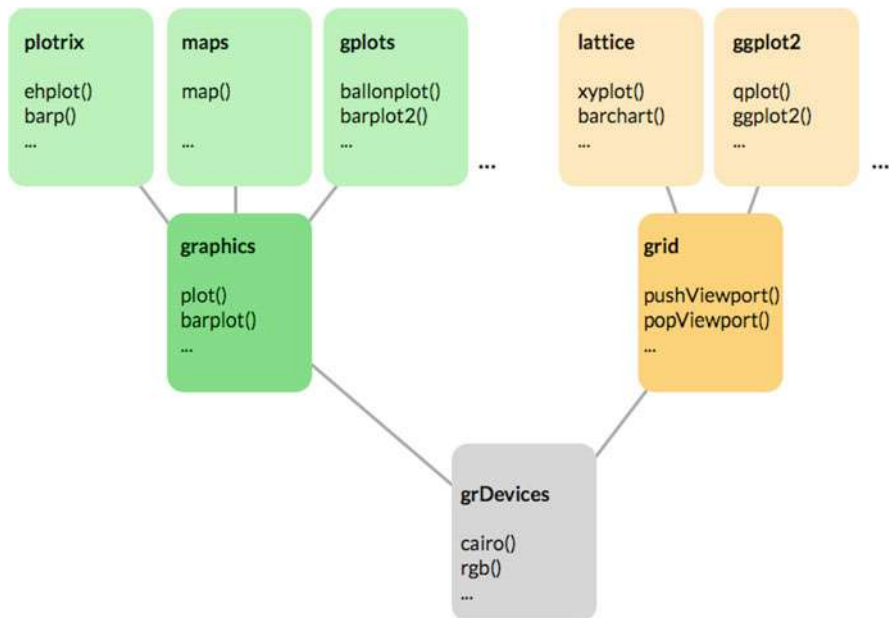 plotrix
ehplot()
barp()
...
maps
map()
...
gplots
ballonplot()
barplot2()
...
...
lattice
xyplot()
barchart()
...
ggplot2
qplot()
ggplot2()
...
...
graphics
plot()
barplot()
...
grid
pushViewport()
popViewport()
...
grDevices
cairo()
rgb()
...